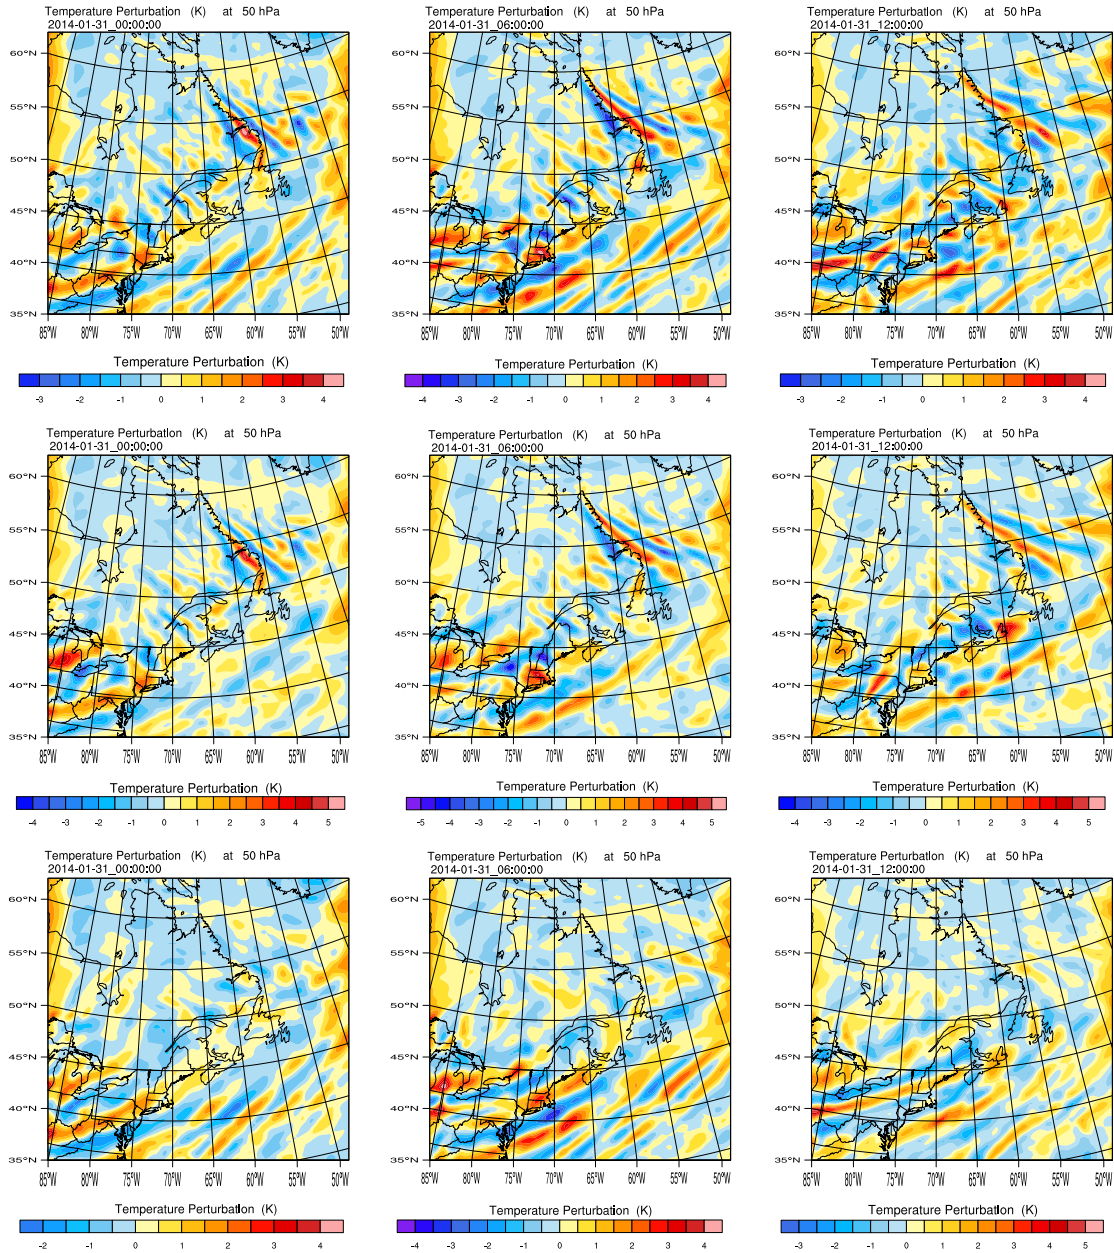 Temperature Perturbation (K) at 50 hPa
2014-01-31_00:00:00
60°N
55°N
50°N
45°N
40°N
35°N
85°W 80°W 75°W 70°W 65°W 60°W 55°W 50°W
Temperature Perturbation (K)
-3 -2 -1 0 1 2 3 4
Temperature Perturbation (K) at 50 hPa
2014-01-31_06:00:00
60°N
55°N
50°N
45°N
40°N
35°N
85°W 80°W 75°W 70°W 65°W 60°W 55°W 50°W
Temperature Perturbation (K)
-4 -3 -2 -1 0 1 2 3 4
Temperature Perturbation (K) at 50 hPa
2014-01-31_12:00:00
60°N
55°N
50°N
45°N
40°N
35°N
85°W 80°W 75°W 70°W 65°W 60°W 55°W 50°W
Temperature Perturbation (K)
-3 -2 -1 0 1 2 3 4
Temperature Perturbation (K) at 50 hPa
2014-01-31_00:00:00
60°N
55°N
50°N
45°N
40°N
35°N
85°W 80°W 75°W 70°W 65°W 60°W 55°W 50°W
Temperature Perturbation (K)
-4 -3 -2 -1 0 1 2 3 4 5
Temperature Perturbation (K) at 50 hPa
2014-01-31_06:00:00
60°N
55°N
50°N
45°N
40°N
35°N
85°W 80°W 75°W 70°W 65°W 60°W 55°W 50°W
Temperature Perturbation (K)
-5 -4 -3 -2 -1 0 1 2 3 4 5
Temperature Perturbation (K) at 50 hPa
2014-01-31_12:00:00
60°N
55°N
50°N
45°N
40°N
35°N
85°W 80°W 75°W 70°W 65°W 60°W 55°W 50°W
Temperature Perturbation (K)
-4 -3 -2 -1 0 1 2 3 4 5
Temperature Perturbation (K) at 50 hPa
2014-01-31_00:00:00
60°N
55°N
50°N
45°N
40°N
35°N
85°W 80°W 75°W 70°W 65°W 60°W 55°W 50°W
Temperature Perturbation (K)
-2 -1 0 1 2 3 4
Temperature Perturbation (K) at 50 hPa
2014-01-31_06:00:00
60°N
55°N
50°N
45°N
40°N
35°N
85°W 80°W 75°W 70°W 65°W 60°W 55°W 50°W
Temperature Perturbation (K)
-4 -3 -2 -1 0 1 2 3 4
Temperature Perturbation (K) at 50 hPa
2014-01-31_12:00:00
60°N
55°N
50°N
45°N
40°N
35°N
85°W 80°W 75°W 70°W 65°W 60°W 55°W 50°W
Temperature Perturbation (K)
-3 -2 -1 0 1 2 3 4 5